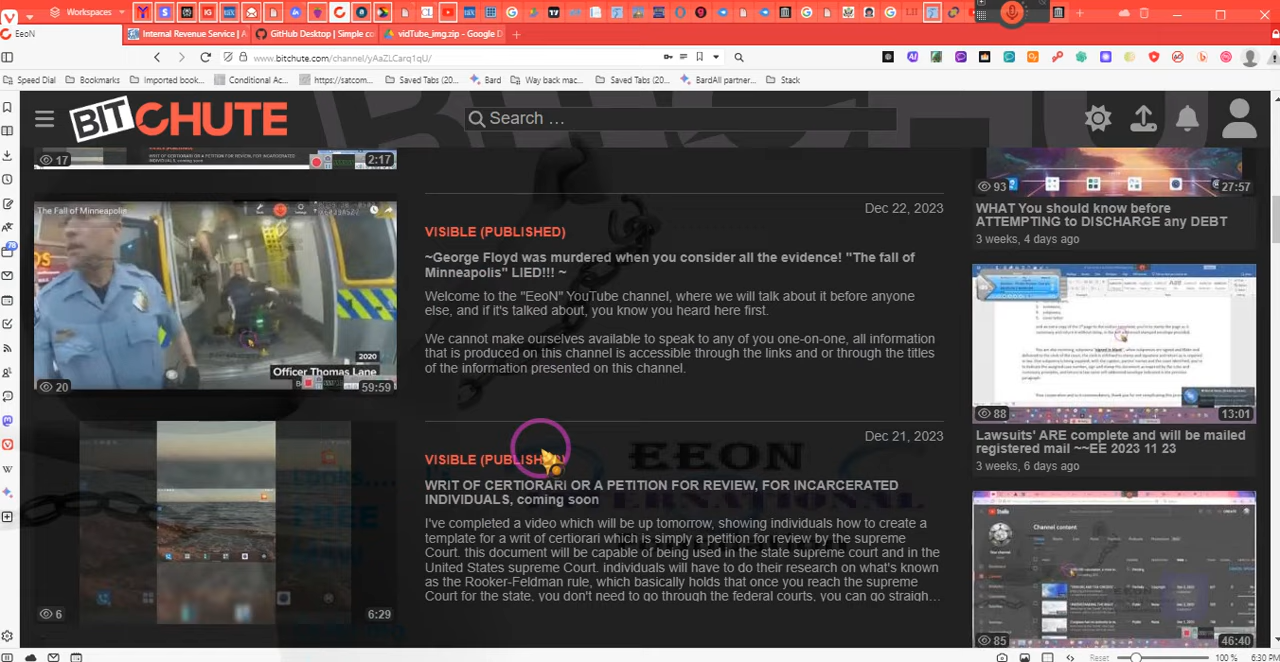 Workspaces
EeoN
Internal Revenue Service | A
GitHub Desktop | Simple co
vidTube_img.zip - Google D
www.bitchute.com/channel/yAaZLCarq1qU/
Speed Dial
Bookmarks
Imported book...
Conditional Ac...
https://satcom...
Saved Tabs (20...
Bard
Way back mac...
Saved Tabs (20...
BardAll partner...
Stack
BITCHUTE
Search ...
17
2:17
Dec 22, 2023
VISIBLE (PUBLISHED)
~George Floyd was murdered when you consider all the evidence! "The fall of
Minneapolis" LIED!!! ~
Welcome to the "EeoN" YouTube channel, where we will talk about it before anyone
else, and if it's talked about, you know you heard here first.
We cannot make ourselves available to speak to any of you one-on-one, all information
that is produced on this channel is accessible through the links and or through the titles
of the information presented on this channel.
The Fall of Minneapolis
2020
Officer Thomas Lane
20
59:59
Dec 21, 2023
VISIBLE (PUBLISHED)
WRIT OF CERTIORARI OR A PETITION FOR REVIEW, FOR INCARCERATED
INDIVIDUALS, coming soon
I've completed a video which will be up tomorrow, showing individuals how to create a
template for a writ of certiorari which is simply a petition for review by the supreme
Court. this document will be capable of being used in the state supreme court and in the
United States supreme Court. individuals will have to do their research on what's known
as the Rooker-Feldman rule, which basically holds that once you reach the supreme
Court for the state, you don't need to go through the federal courts, you can go straigh...
EEON
6
6:29
93
27:57
WHAT You should know before
ATTEMPTING to DISCHARGE any DEBT
3 weeks, 4 days ago
88
13:01
Lawsuits' ARE complete and will be mailed
registered mail ~~EE 2023 11 23
3 weeks, 6 days ago
Channel content
85
46:40
Reset
100 %
6:30 PM